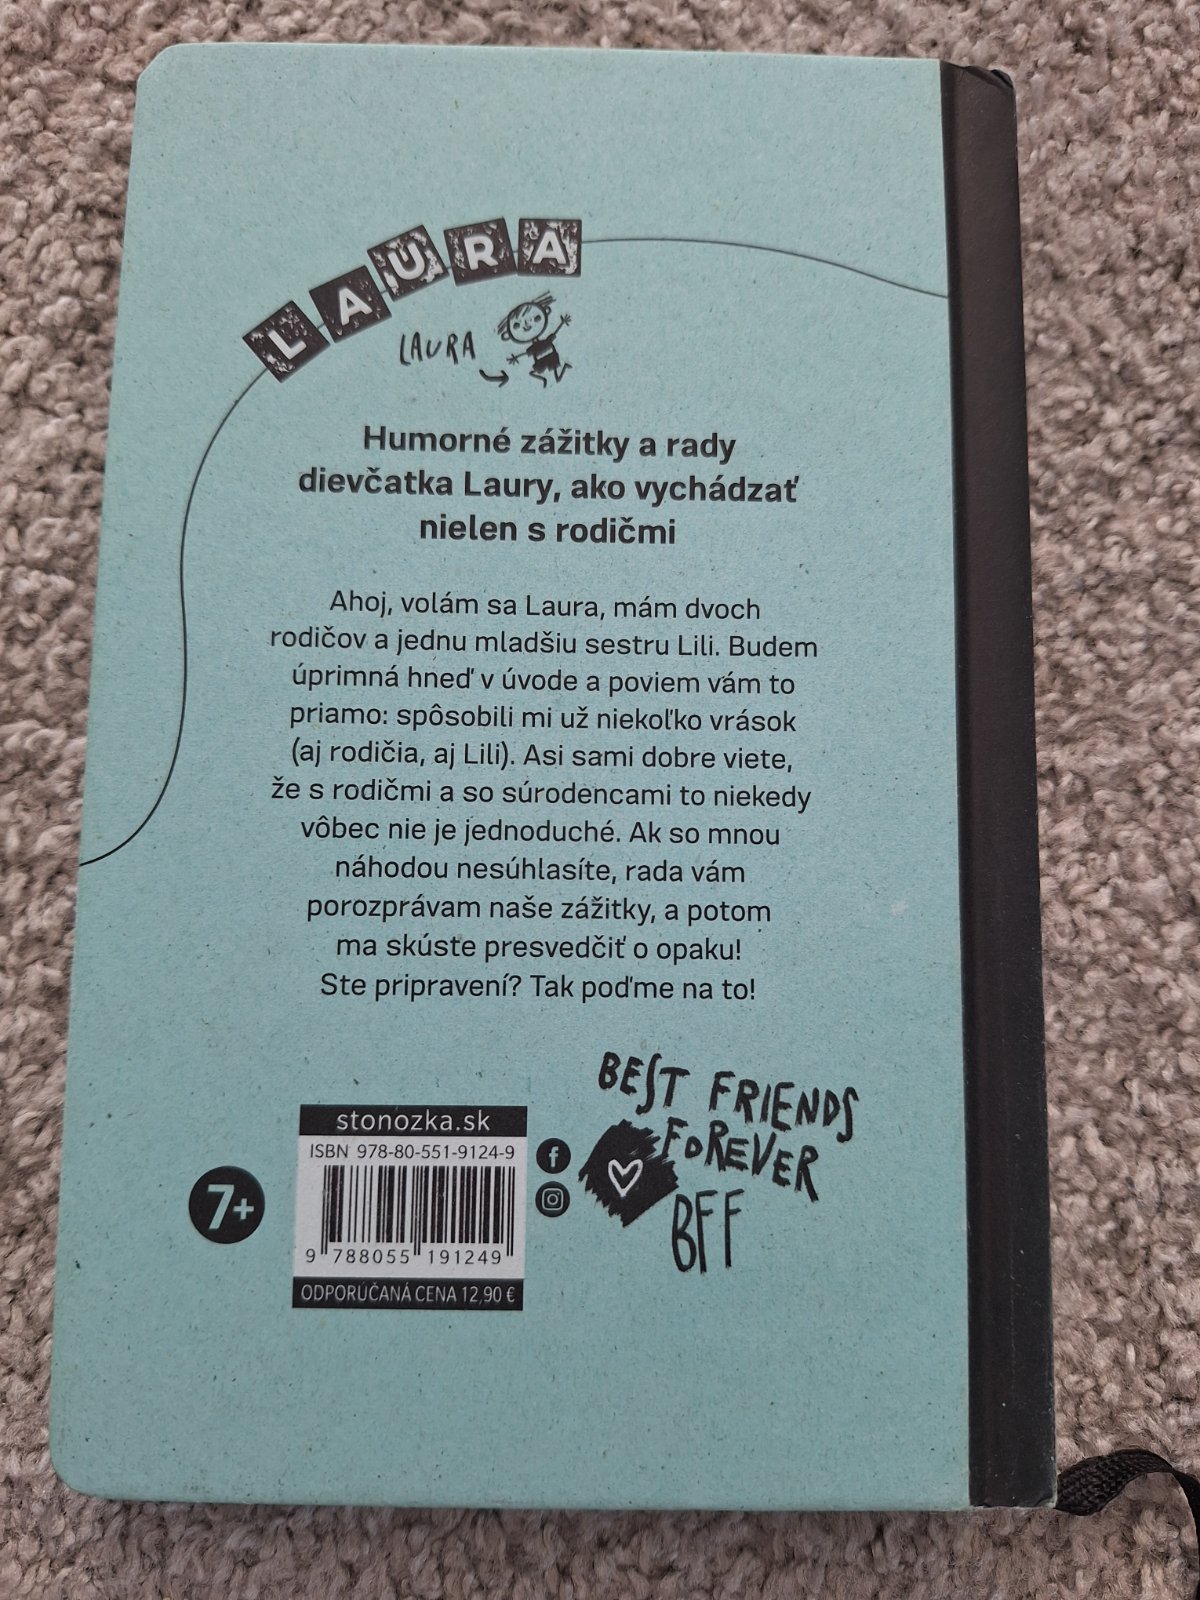 LAURA
LAURA
Humorné zážitky a rady
dievčatka Laury, ako vychádzať
nielen s rodičmi
Ahoj, volám sa Laura, mám dvoch
rodičov a jednu mladšiu sestru Lili. Budem
úprimná hneď v úvode a poviem vám to
priamo: spôsobili mi už niekoľko vrások
(aj rodičia, aj Lili). Asi sami dobre viete,
že s rodičmi a so súrodencami to niekedy
vôbec nie je jednoduché. Ak so mnou
náhodou nesúhlasíte, rada vám
porozprávam naše zážitky, a potom
ma skúste presvedčiť o opaku!
Ste pripravení? Tak poďme na to!
BEST FRIENDS
FOREVER
BFF
7+
stonozka.sk
ISBN 978-80-551-9124-9
9 788055 191249
ODPORÚČANÁ CENA 12,90 €
f